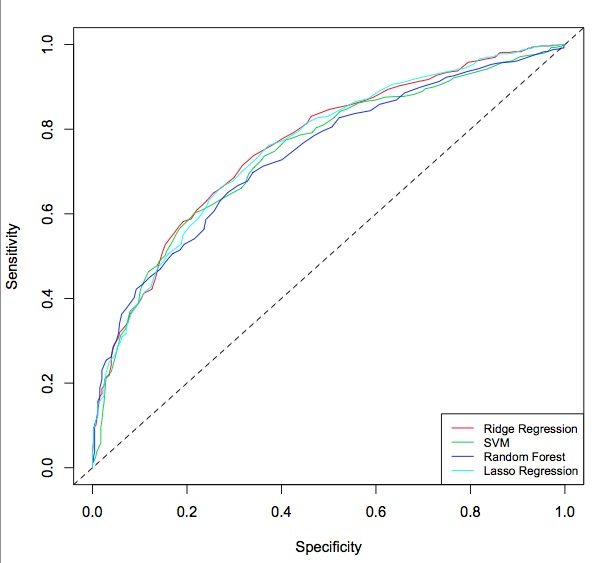 1.0
0.8
0.6
0.4
0.2
0.0
Sensitivity
Ridge Regression
SVM
Random Forest
Lasso Regression
0.0 0.2 0.4 0.6 0.8 1.0
Specificity